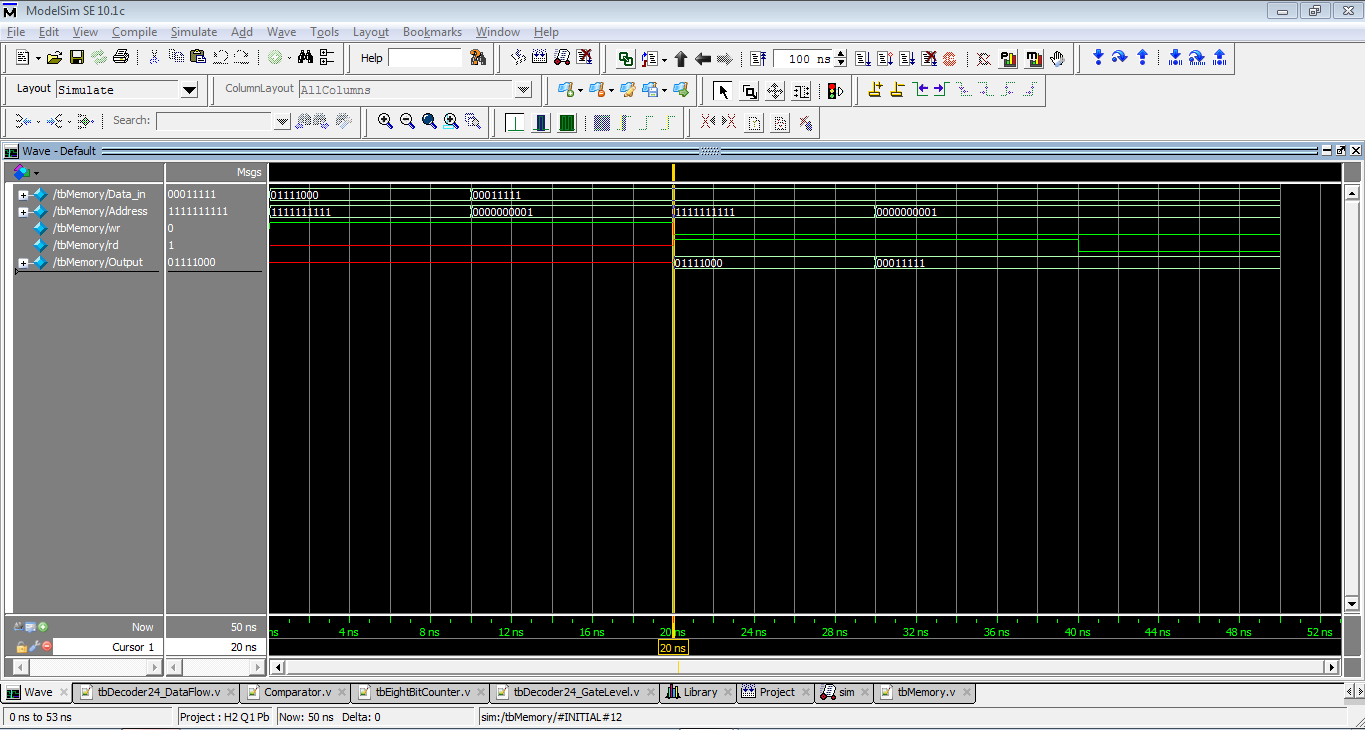 ModelSim SE 10.1c
File Edit View Compile Simulate Add Wave Tools Layout Bookmarks Window Help
Help 100 ns
Layout Simulate ColumnLayout AllColumns
Search:
Wave - Default
Msgs
/tbMemory/Data_in 00011111 01111000 00011111
/tbMemory/Address 1111111111 1111111111 0000000001 1111111111 0000000001
/tbMemory/wr 0
/tbMemory/rd 1
/tbMemory/Output 01111000 01111000 00011111
Now 50 ns ns 4 ns 8 ns 12 ns 16 ns 20 ns 24 ns 28 ns 32 ns 36 ns 40 ns 44 ns 48 ns 52 ns
Cursor 1 20 ns 20 ns
Wave tbDecoder24_DataFlow.v Comparator.v tbEightBitCounter.v tbDecoder24_GateLevel.v Library Project sim tbMemory.v
0 ns to 53 ns Project : H2 Q1 Pb Now: 50 ns Delta: 0 sim:/tbMemory/#INITIAL#12